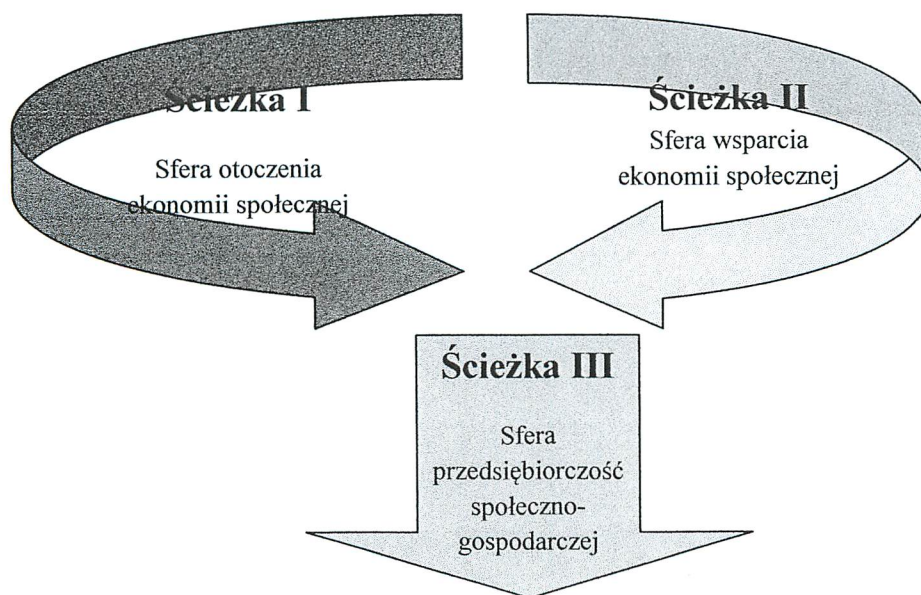 Ścieżka I
Sfera otoczenia
ekonomii społecznej
Ścieżka II
Sfera wsparcia
ekonomii społecznej
Ścieżka III
Sfera
przedsiębiorczość
społeczno-
gospodarczej